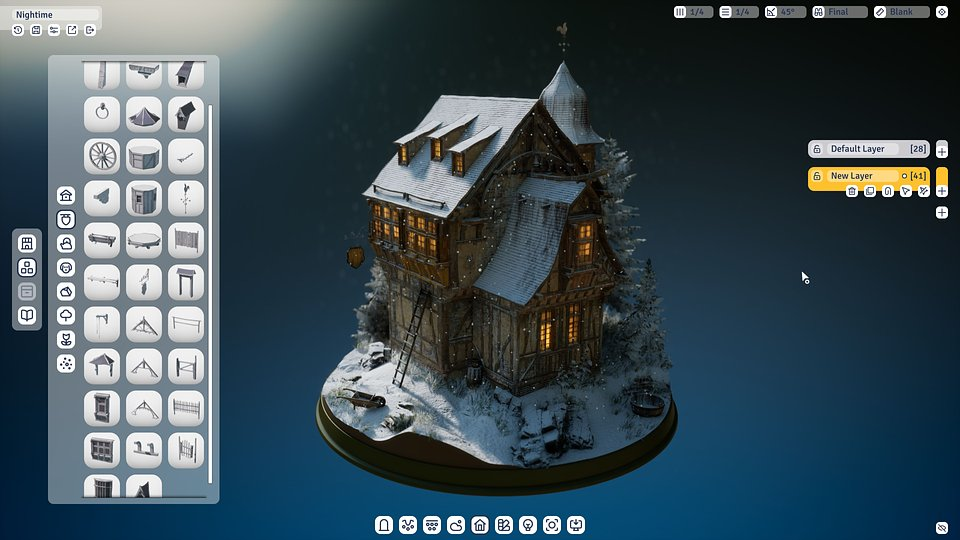 Nightime
1/4
1/4
45°
Final
Blank
Default Layer [28]
New Layer [41]